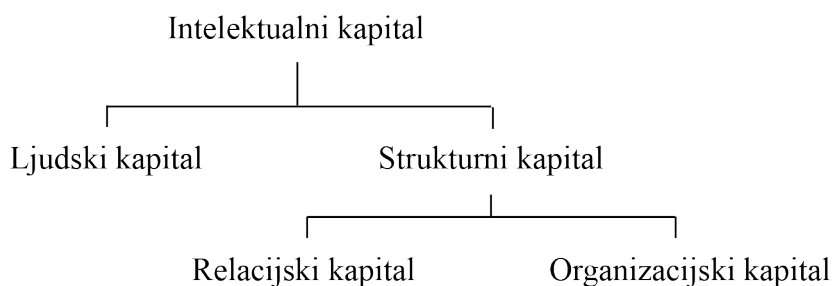 Intelektualni kapital
Ljudski kapital
Strukturni kapital
Relacijski kapital
Organizacijski kapital